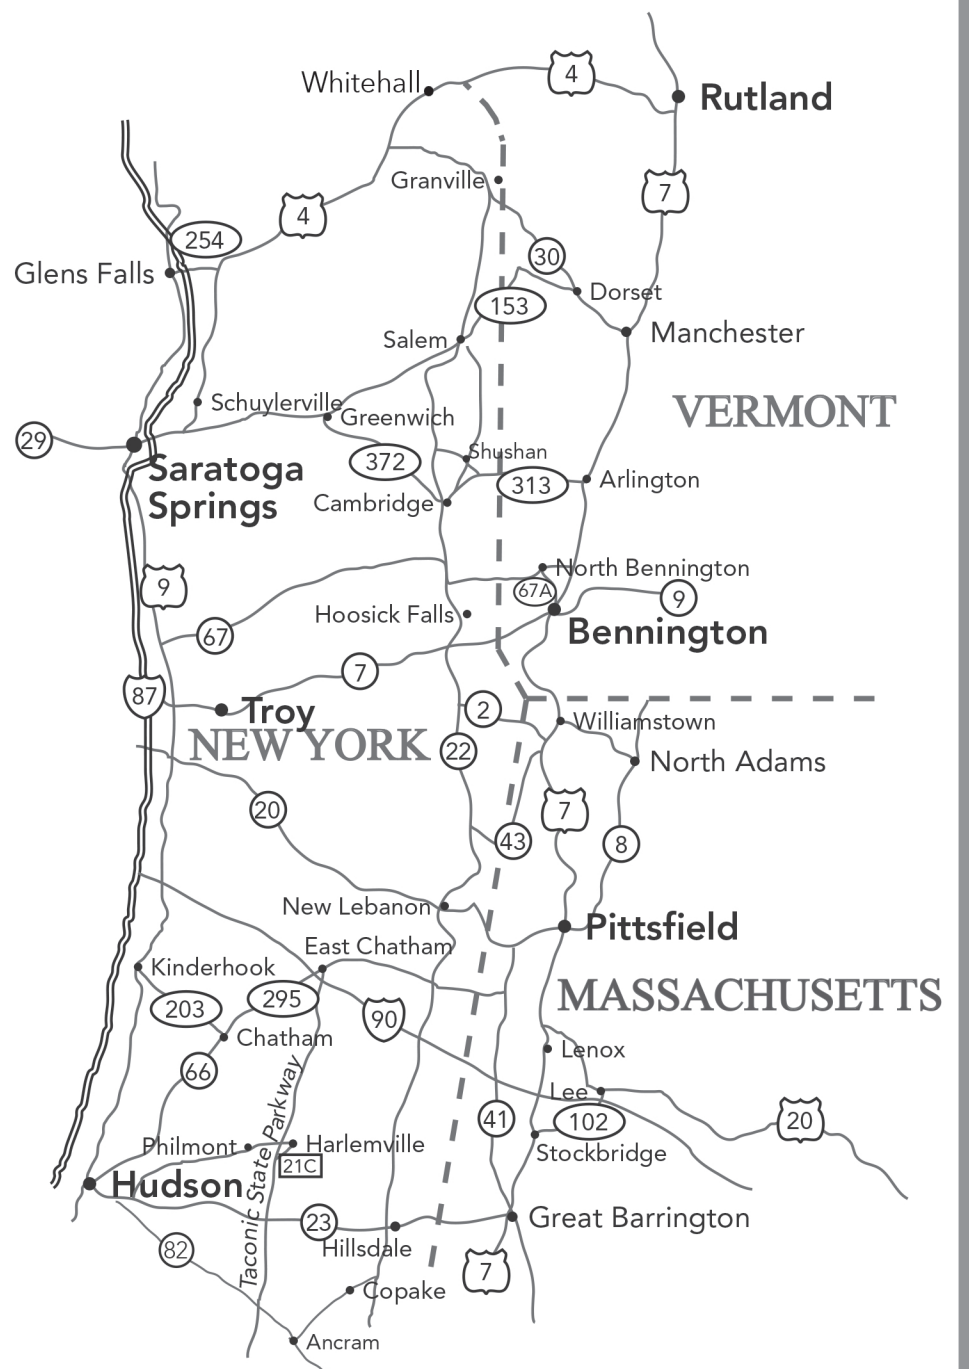 Whitehall
4
Rutland
Granville
7
4
254
Glens Falls
30
Dorset
153
Manchester
Salem
Schuylerville
Greenwich
VERMONT
29
372
Shushan
Saratoga
Springs
313
Arlington
Cambridge
North Bennington
9
67A
9
Hoosick Falls
67
Bennington
7
87
Troy
2
Williamstown
NEW YORK
22
North Adams
20
7
43
8
New Lebanon
Pittsfield
East Chatham
Kinderhook
295
203
MASSACHUSETTS
90
Chatham
Lenox
66
Lee
41
102
20
Taconic State Parkway
Philmont
Harlemville
21C
Stockbridge
Hudson
23
Great Barrington
82
Hillsdale
7
Copake
Ancram